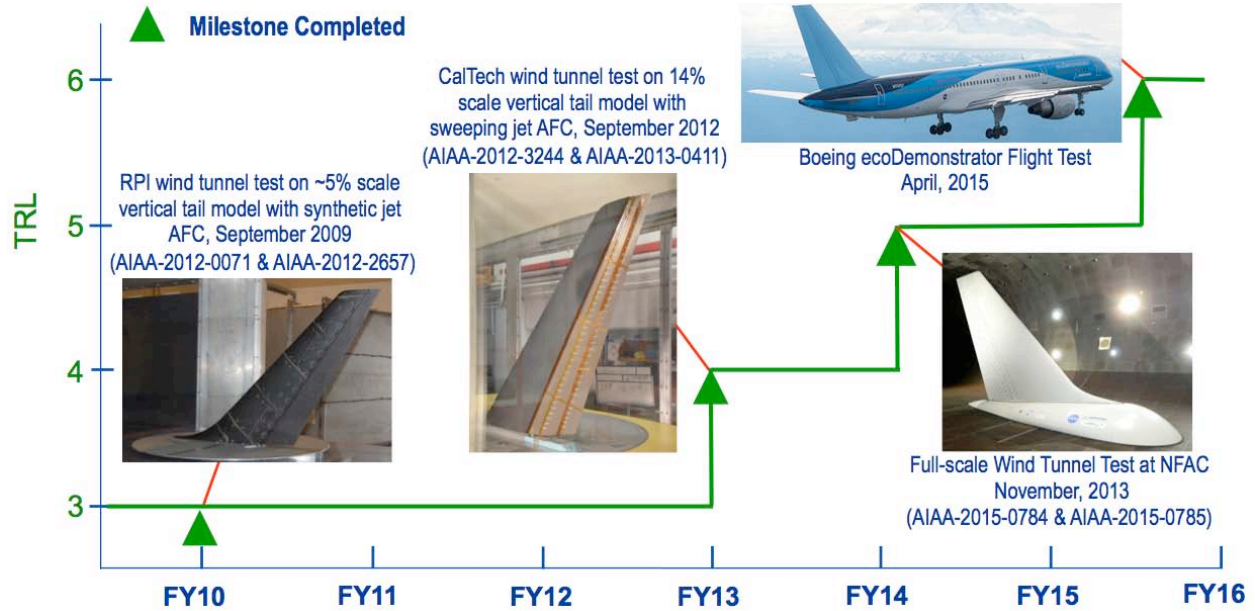 Milestone Completed
TRL
6
5
4
3
RPI wind tunnel test on ~5% scale
vertical tail model with synthetic jet
AFC, September 2009
(AIAA-2012-0071 & AIAA-2012-2657)
CalTech wind tunnel test on 14%
scale vertical tail model with
sweeping jet AFC, September 2012
(AIAA-2012-3244 & AIAA-2013-0411)
Boeing ecoDemonstrator Flight Test
April, 2015
Full-scale Wind Tunnel Test at NFAC
November, 2013
(AIAA-2015-0784 & AIAA-2015-0785)
FY10
FY11
FY12
FY13
FY14
FY15
FY16